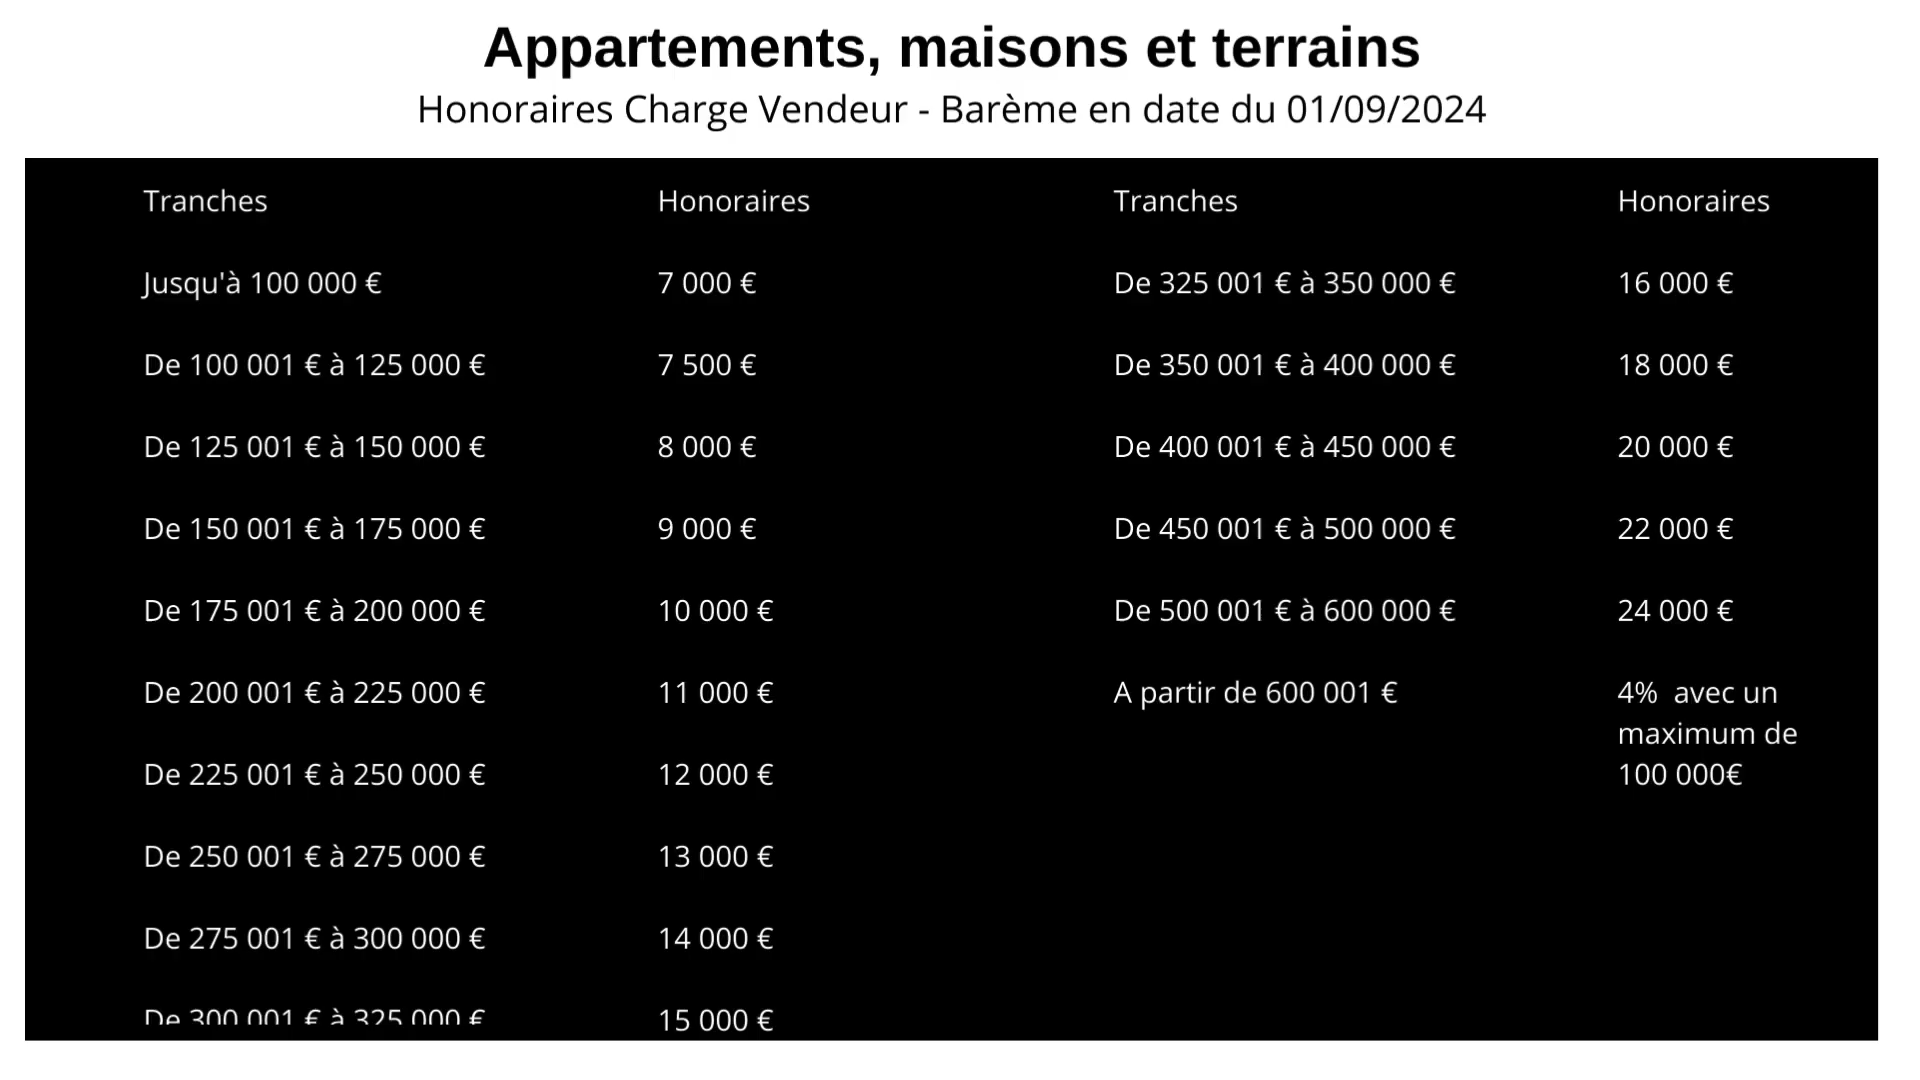 Appartements, maisons et terrains
Honoraires Charge Vendeur - Barème en date du 01/09/2024
Tranches Honoraires Tranches Honoraires
Jusqu'à 100 000 € 7 000 € De 325 001 € à 350 000 € 16 000 €
De 100 001 € à 125 000 € 7 500 € De 350 001 € à 400 000 € 18 000 €
De 125 001 € à 150 000 € 8 000 € De 400 001 € à 450 000 € 20 000 €
De 150 001 € à 175 000 € 9 000 € De 450 001 € à 500 000 € 22 000 €
De 175 001 € à 200 000 € 10 000 € De 500 001 € à 600 000 € 24 000 €
De 200 001 € à 225 000 € 11 000 € A partir de 600 001 € 4% avec un
maximum de
De 225 001 € à 250 000 € 12 000 € 100 000€
De 250 001 € à 275 000 € 13 000 €
De 275 001 € à 300 000 € 14 000 €
De 300 001 € à 325 000 € 15 000 €